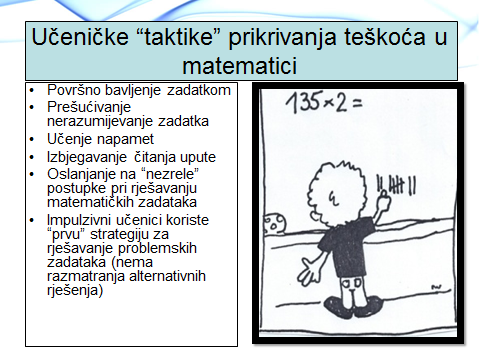 Učeničke “taktike” prikrivanja teškoća u
matematici
• Površno bavljenje zadatkom
• Prešućivanje
nerazumijevanje zadatka
• Učenje napamet
• Izbjegavanje čitanja upute
• Oslanjanje na “nezrele”
postupke pri rješavanju
matematičkih zadataka
• Impulzivni učenici koriste
“prvu” strategiju za
rješavanje problemskih
zadataka (nema
razmatranja alternativnih
rješenja)
135×2=